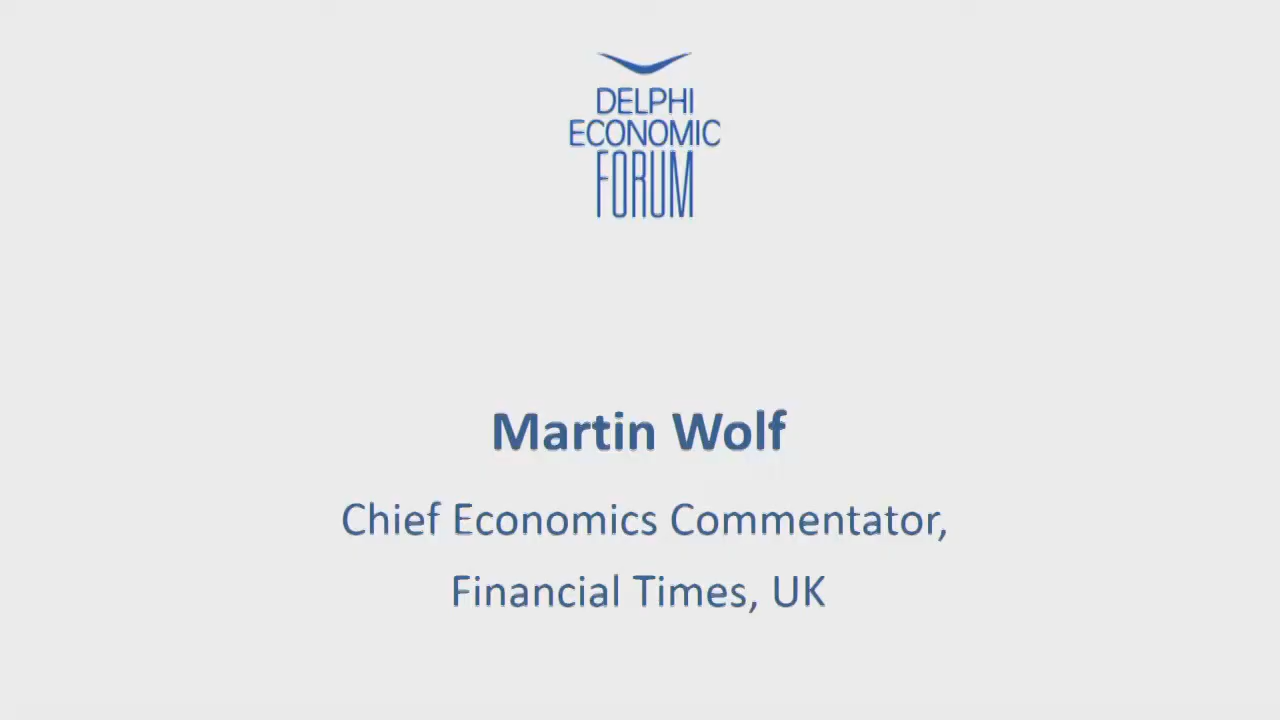 DELPHI
ECONOMIC
FORUM
Martin Wolf
Chief Economics Commentator,
Financial Times, UK